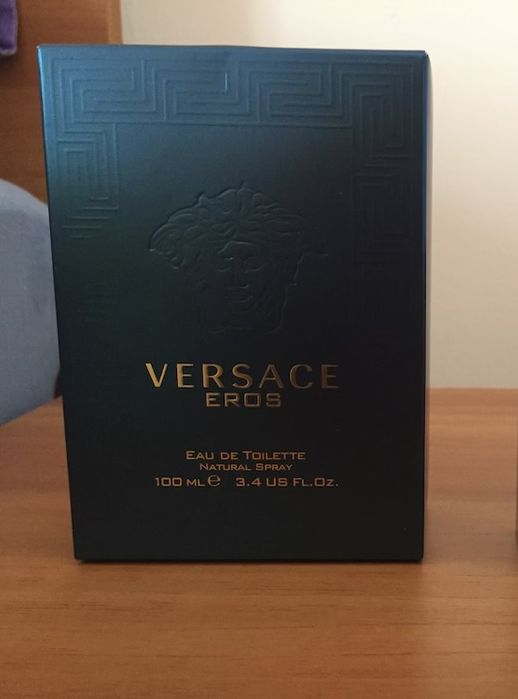 VERSACE
EROS
EAU DE TOILETTE
NATURAL SPRAY
100 ML ℮ 3.4 US FL.OZ.